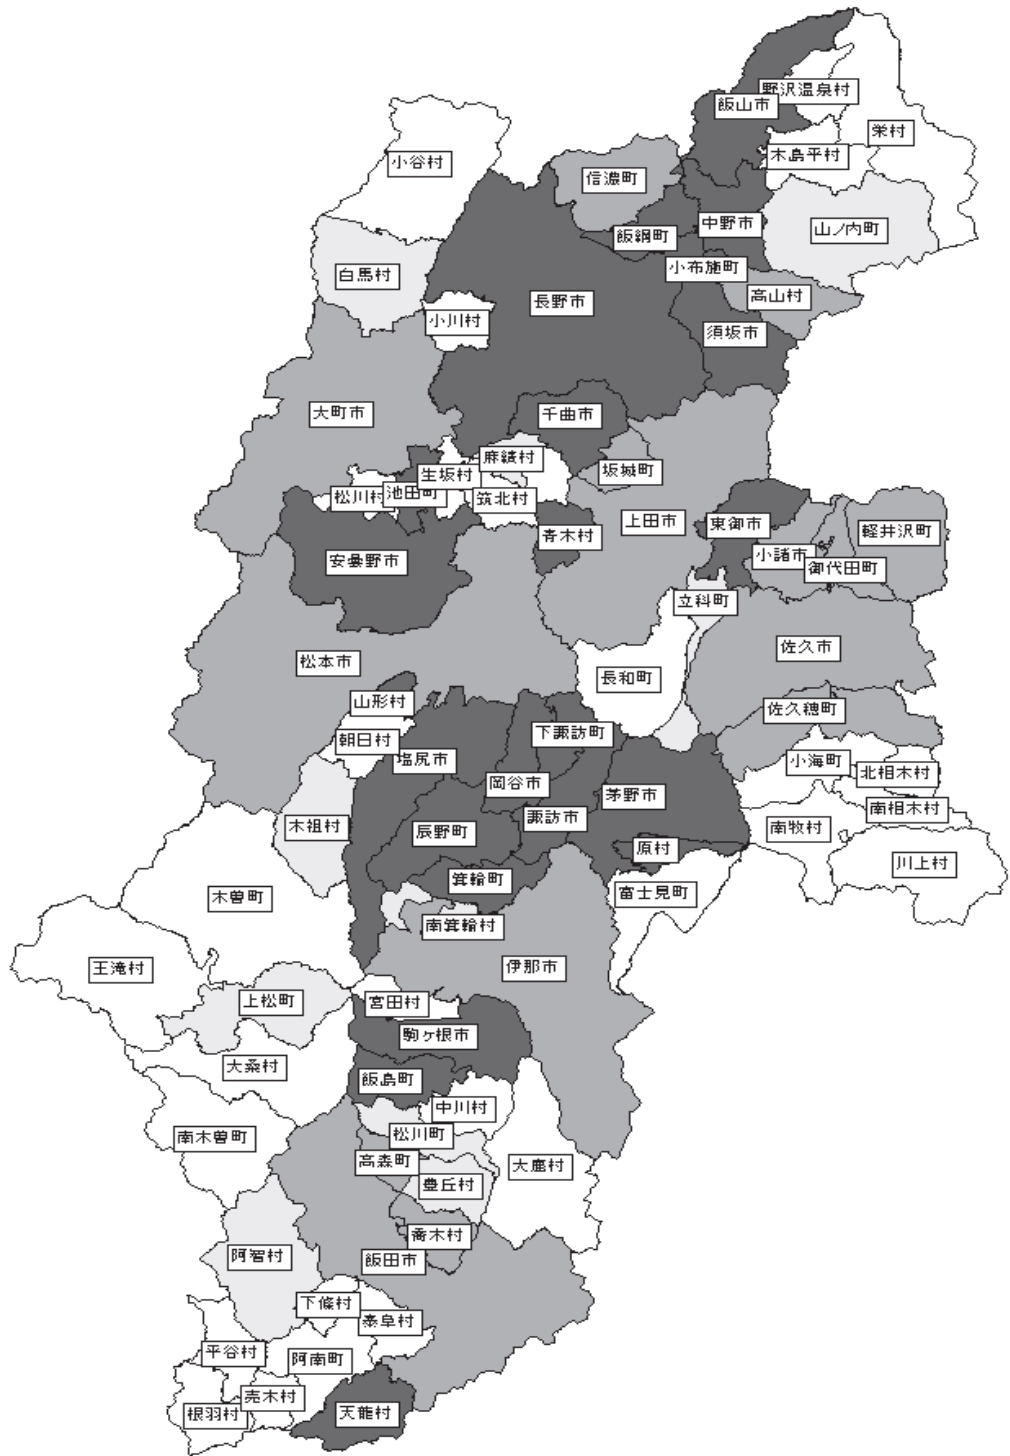 野沢温泉村
飯山市
栄村
木島平村
小谷村
信濃町
中野市
山ノ内町
飯綱町
小布施町
白馬村
高山村
長野市
小川村
須坂市
大町市
千曲市
麻績村
坂城町
生坂村
松川村
池田町
筑北村
上田市
東御市
軽井沢町
青木村
小諸市
安曇野市
御代田町
立科町
佐久市
松本市
長和町
山形村
佐久穂町
下諏訪町
朝日村
塩尻市
小海町
北相木村
岡谷市
茅野市
南相木村
諏訪市
木祖村
辰野町
南牧村
原村
川上村
箕輪町
木曽町
富士見町
南箕輪村
王滝村
伊那市
上松町
宮田村
駒ヶ根市
大桑村
飯島町
中川村
南木曽町
松川町
高森町
大鹿村
豊丘村
喬木村
阿智村
飯田市
下條村
泰阜村
平谷村
阿南町
売木村
根羽村
天龍村